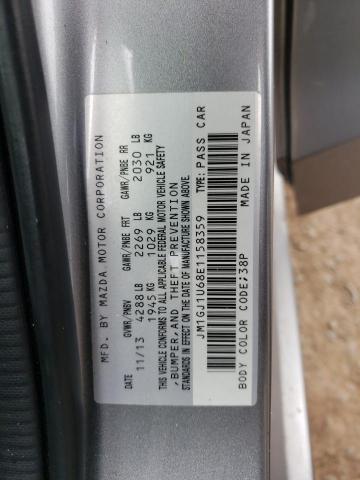 MFD. BY MAZDA MOTOR CORPORATION
DATE GVWR/PNBV GAWR/PNBE FRT GAWR/PNBE RR
11/13 4288 LB 2269 LB 2030 LB
1945 KG 1029 KG 921 KG
THIS VEHICLE CONFORMS TO ALL APPLICABLE FEDERAL MOTOR VEHICLE SAFETY
,BUMPER,AND THEFT PREVENTION
STANDARDS IN EFFECT ON THE DATE OF MANUFACTURE SHOWN ABOVE.
JM1GJ1U68E1158359 TYPE: PASS CAR
BODY COLOR CODE;38P MADE IN JAPAN